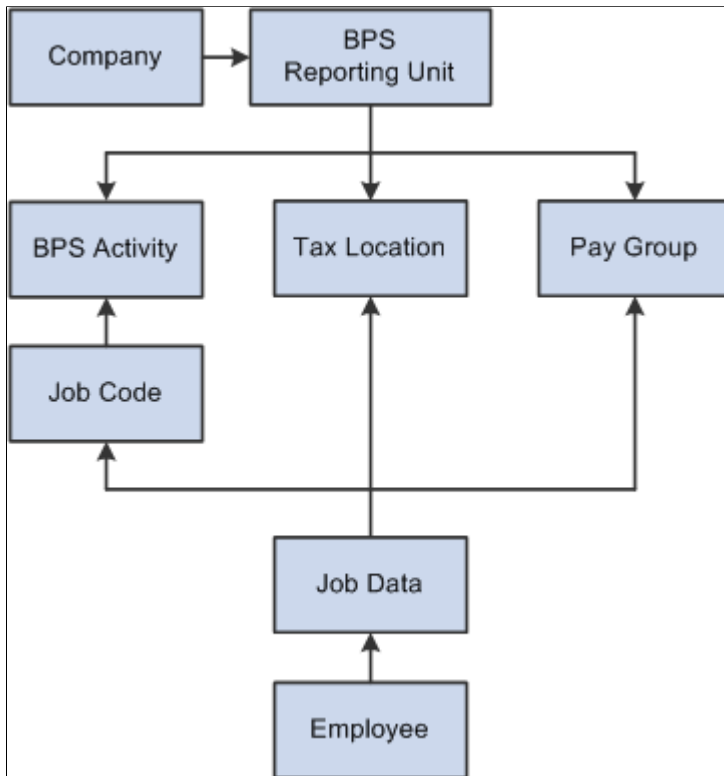 Company
BPS
Reporting Unit
BPS Activity
Tax Location
Pay Group
Job Code
Job Data
Employee